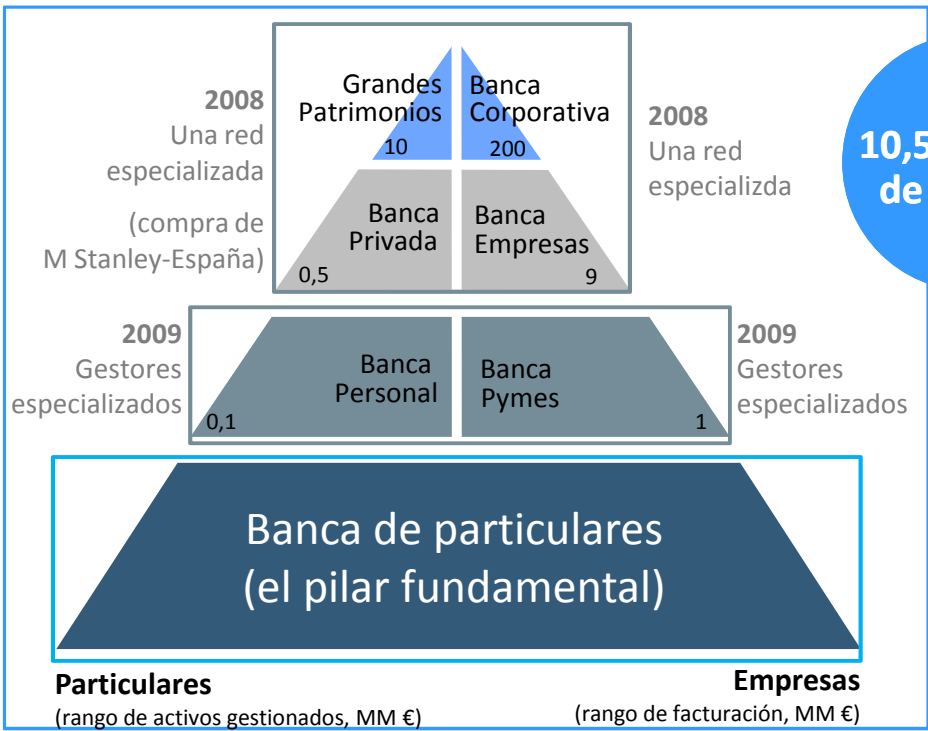 2008
Una red
especializada
(compra de
M Stanley-España)
Grandes
Patrimonios
10
Banca
Corporativa
200
2008
Una red
especializda
10,5
de
Banca
Privada
0,5
Banca
Empresas
9
2009
Gestores
especializados
Banca
Personal
0,1
Banca
Pymes
1
2009
Gestores
especializados
Banca de particulares
(el pilar fundamental)
Particulares
(rango de activos gestionados, MM €)
Empresas
(rango de facturación, MM €)